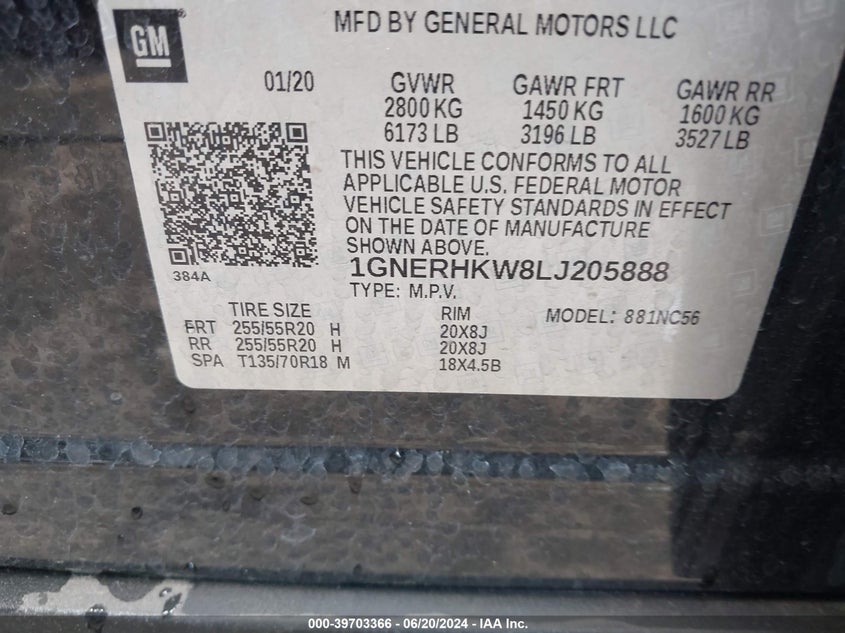 GM
MFD BY GENERAL MOTORS LLC
01/20 GVWR GAWR FRT GAWR RR
2800 KG 1450 KG 1600 KG
6173 LB 3196 LB 3527 LB
THIS VEHICLE CONFORMS TO ALL
APPLICABLE U.S. FEDERAL MOTOR
VEHICLE SAFETY STANDARDS IN EFFECT
ON THE DATE OF MANUFACTURE
SHOWN ABOVE.
384A 1GNERHKW8LJ205888
TYPE: M.P.V.
TIRE SIZE RIM MODEL: 881NC56
FRT 255/55R20 H 20X8J
RR 255/55R20 H 20X8J
SPA T135/70R18 M 18X4.5B
000-39703366 - 06/20/2024 - IAA Inc.